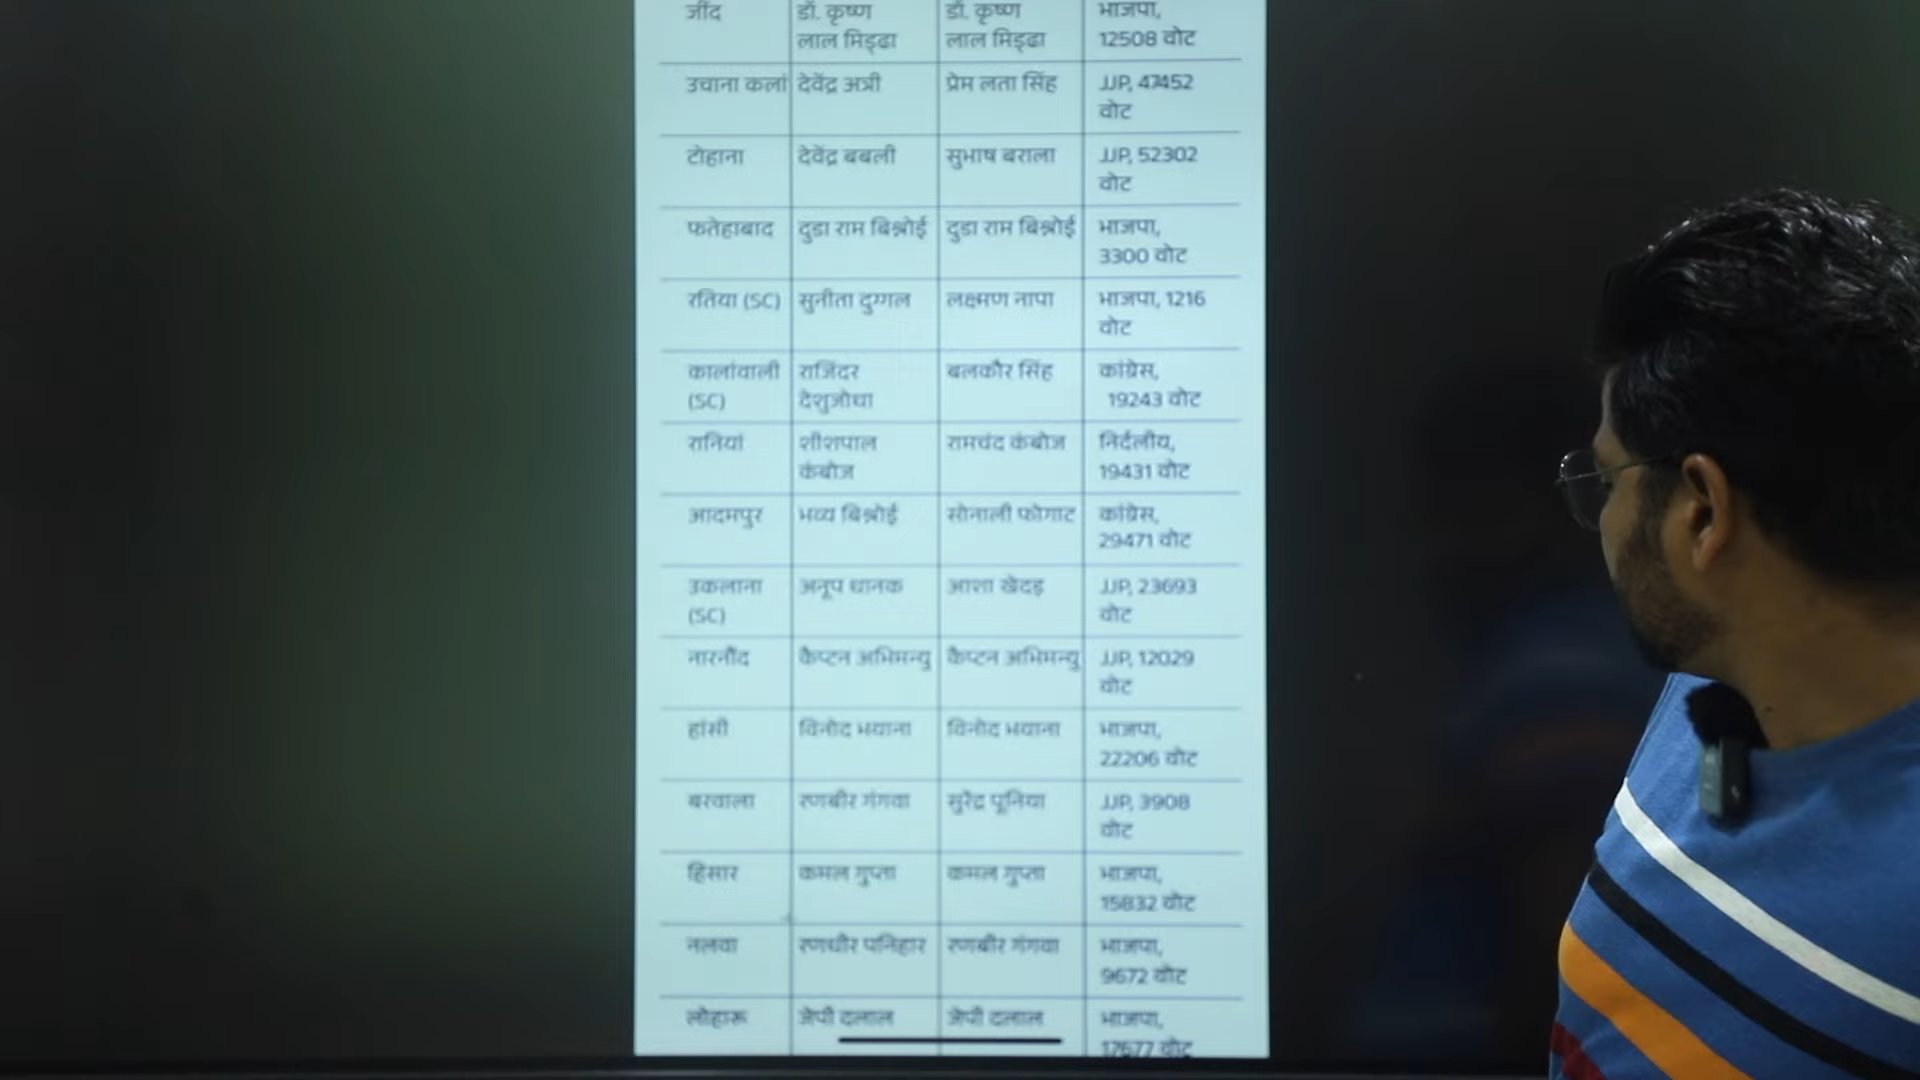 जींद डॉ. कृष्ण डॉ. कृष्ण भाजपा,
लाल मिड्ढा लाल मिड्ढा 12508 वोट
उचाना कलां देवेंद्र अत्री प्रेम लता सिंह JJP, 47452
वोट
टोहाना देवेंद्र बबली सुभाष बराला JJP, 52302
वोट
फतेहाबाद दुडा राम बिश्नोई दुडा राम बिश्नोई भाजपा,
3300 वोट
रतिया (SC) सुनीता दुग्गल लक्ष्मण नापा भाजपा, 1216
वोट
कालांवाली राजिंदर बलकौर सिंह कांग्रेस,
(SC) देशुजोधा 19243 वोट
रानियां शीशपाल रामचंद कंबोज निर्दलीय,
कंबोज 19431 वोट
आदमपुर भव्य बिश्नोई सोनाली फोगाट कांग्रेस,
29471 वोट
उकलाना अनूप धानक आशा खेदड़ JJP, 23693
(SC) वोट
नारनौंद कैप्टन अभिमन्यु कैप्टन अभिमन्यु JJP, 12029
वोट
हांसी विनोद भयाना विनोद भयाना भाजपा,
22206 वोट
बरवाला रणबीर गंगवा सुरेंद्र पूनिया JJP, 3908
वोट
हिसार कमल गुप्ता कमल गुप्ता भाजपा,
15832 वोट
नलवा रणधीर पनिहार रणबीर गंगवा भाजपा,
9672 वोट
लोहारू जेपी दलाल जेपी दलाल भाजपा,
17677 वोट